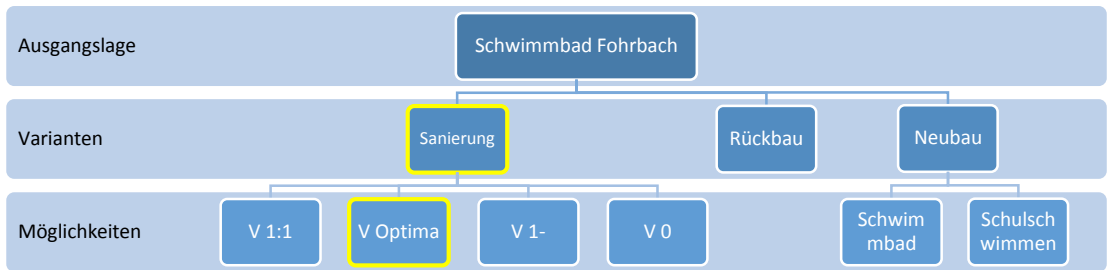 Ausgangslage
Schwimmbad Fohrbach
Varianten
Sanierung
Rückbau
Neubau
Möglichkeiten
V 1:1
V Optima
V 1-
V 0
Schwim
mbad
Schulsch
wimmen